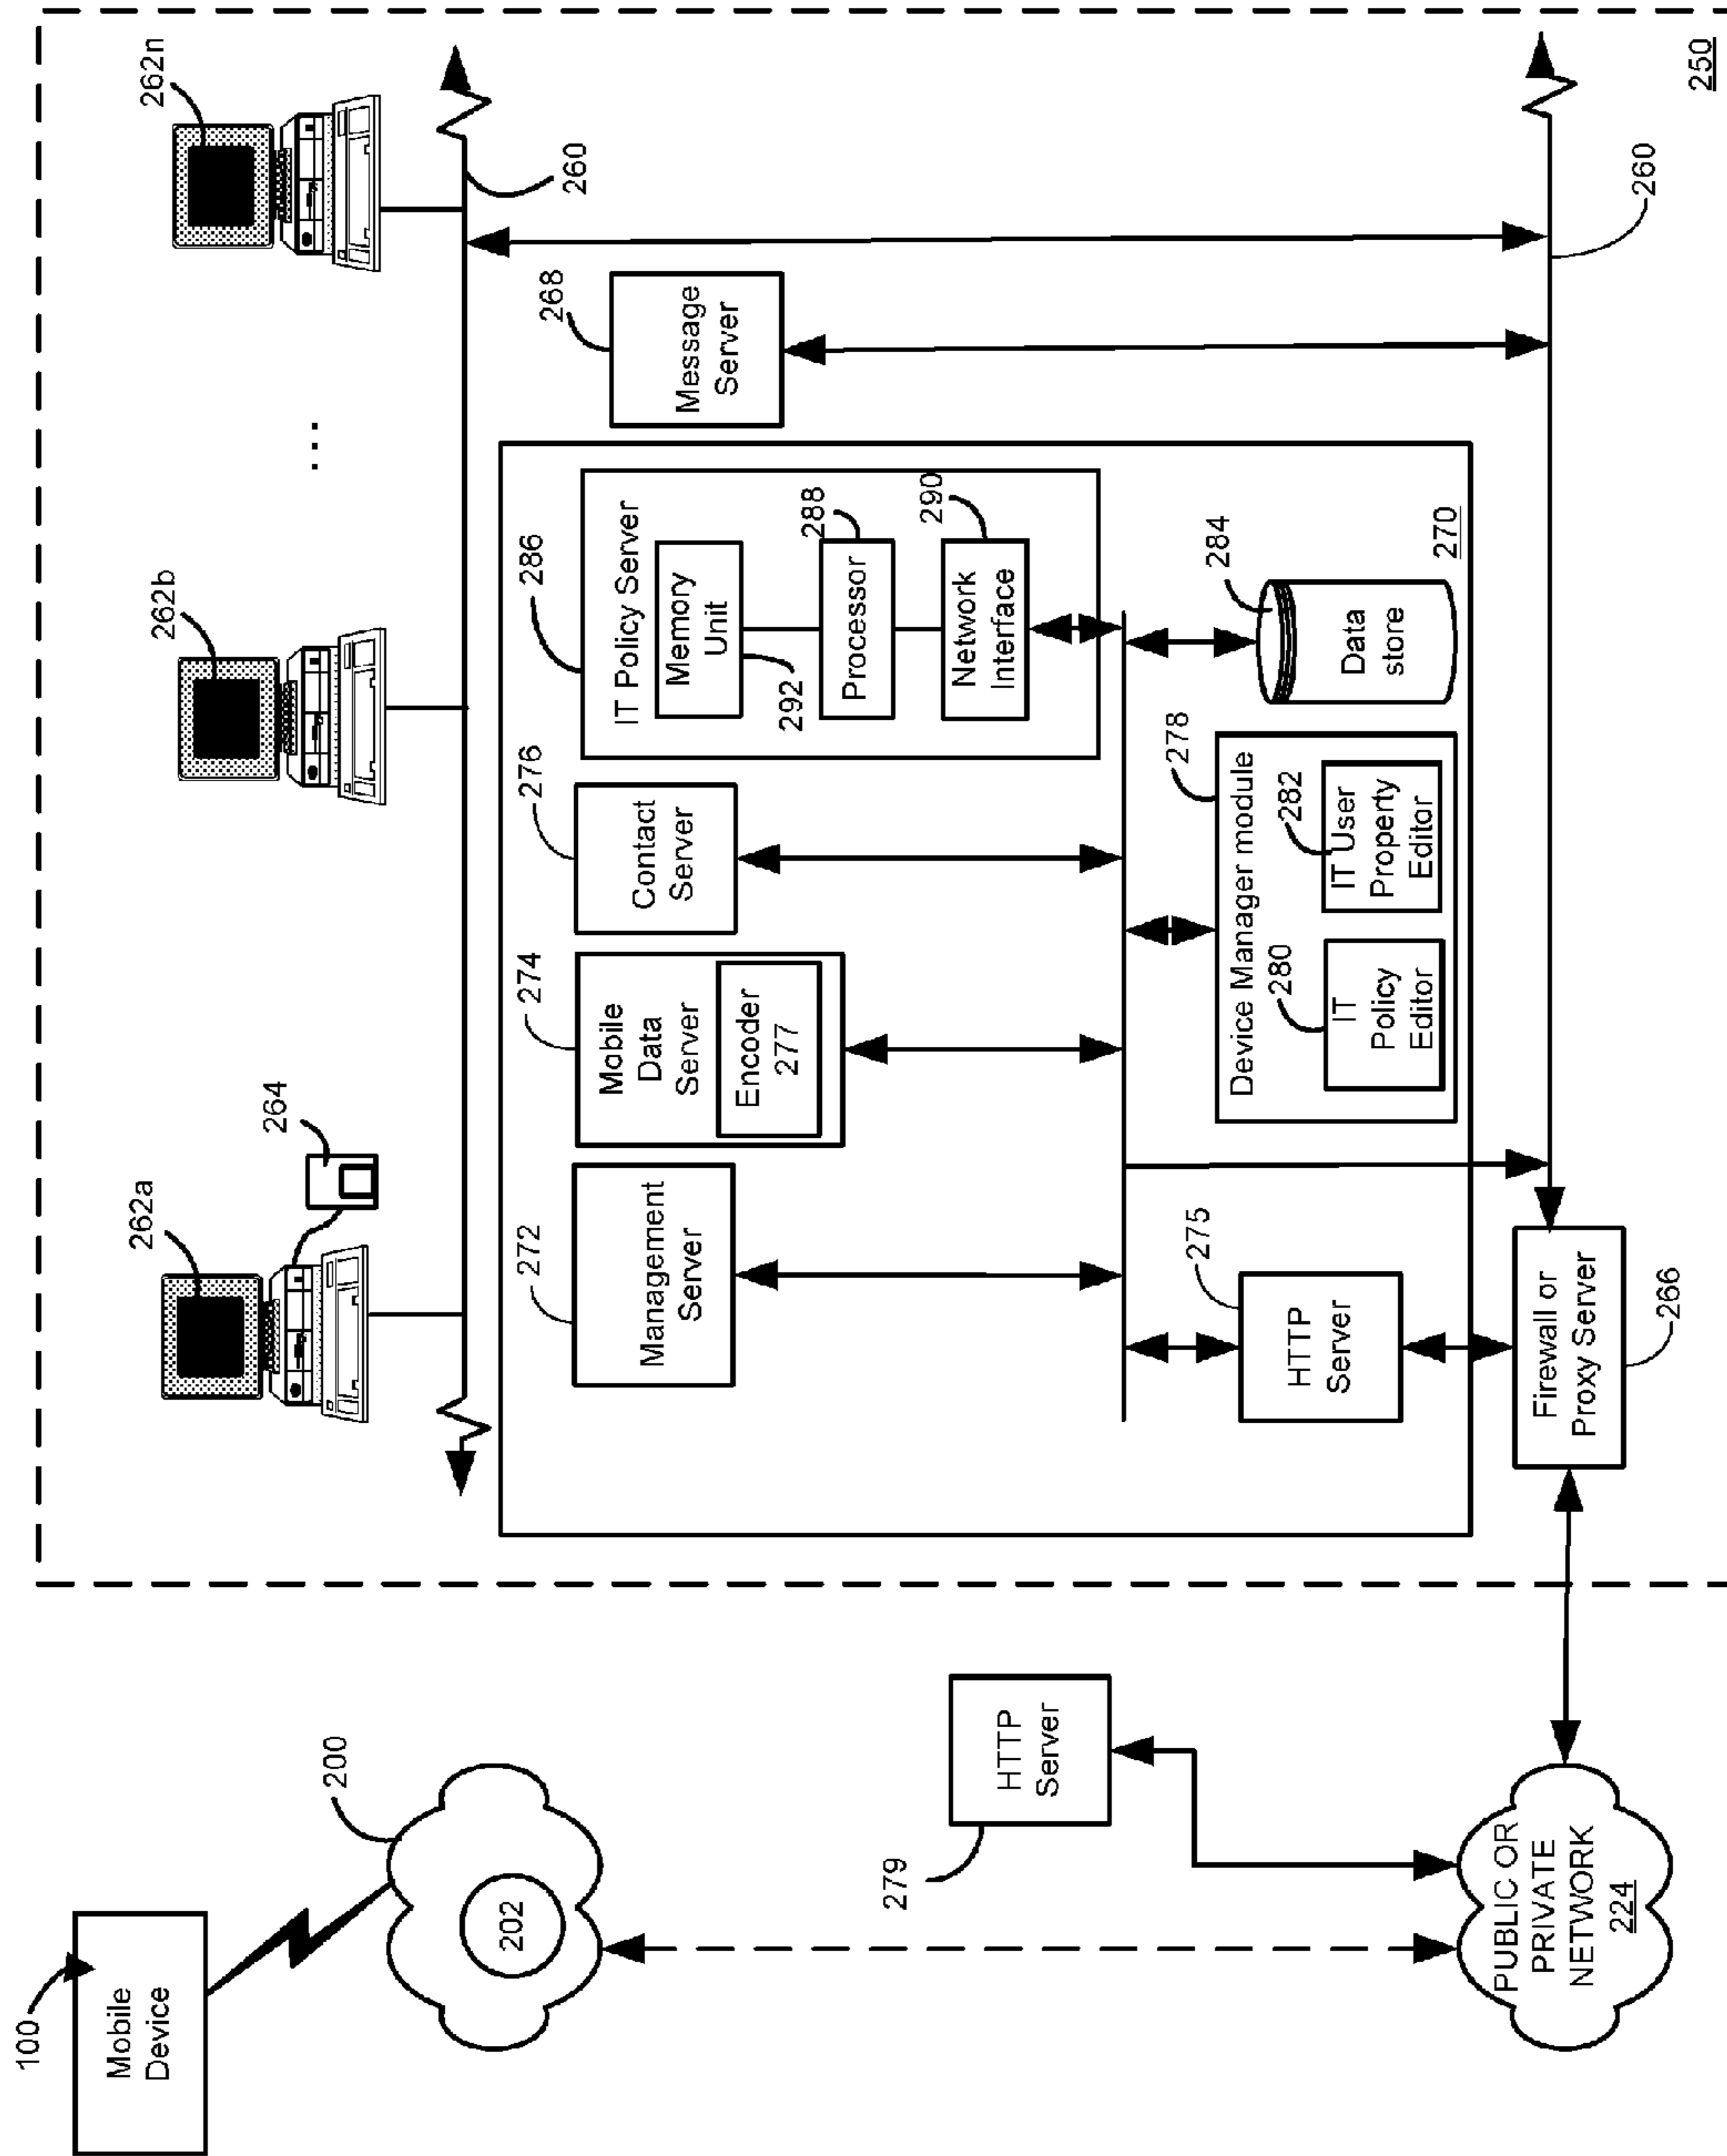 100
Mobile
Device
200
202
279
HTTP
Server
PUBLIC OR
PRIVATE
NETWORK
224
262a
264
262b
...
262n
260
272
Management
Server
274
Mobile
Data
Server
Encoder
277
276
Contact
Server
286
IT Policy Server
Memory
Unit
292
288
Processor
290
Network
Interface
268
Message
Server
275
HTTP
Server
278
Device Manager module
280
IT
Policy
Editor
282
IT User
Property
Editor
284
Data
store
270
Firewall or
Proxy Server
266
260
250